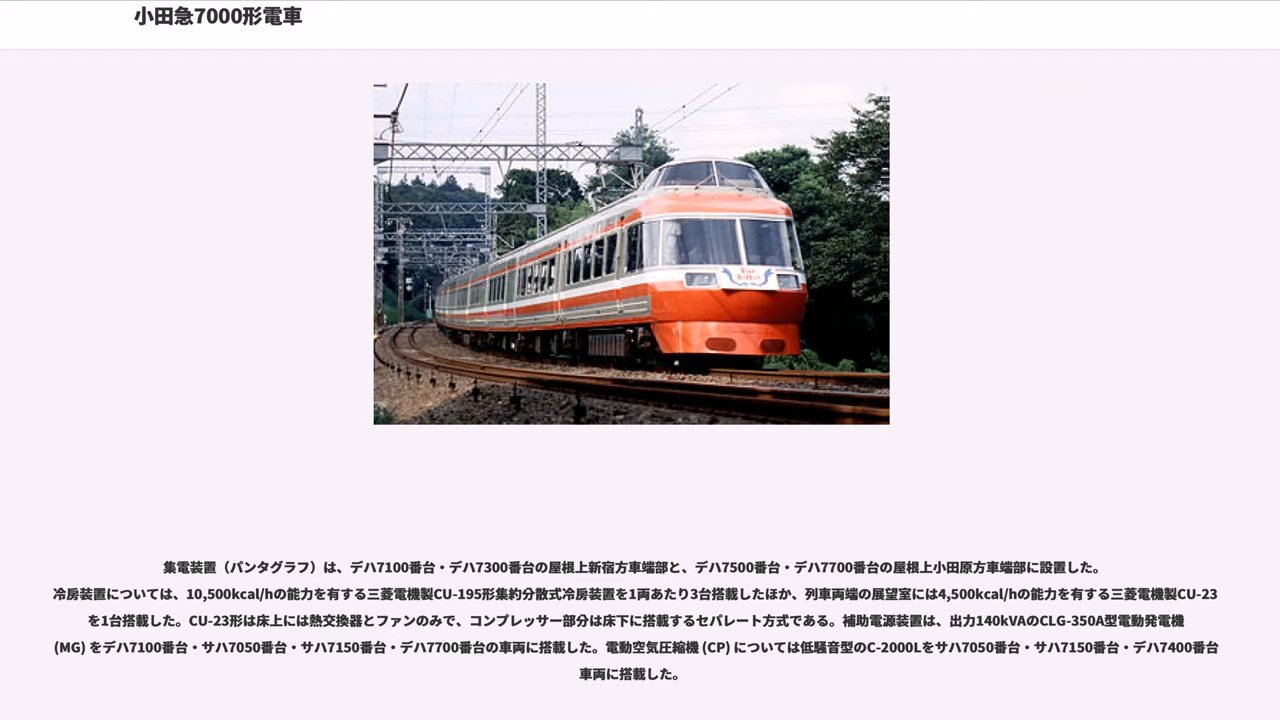 小田急7000形電車
集電装置（パンタグラフ）は、デハ7100番台・デハ7300番台の屋根上新宿方車端部と、デハ7500番台・デハ7700番台の屋根上小田原方車端部に設置した。
冷房装置については、10,500kcal/hの能力を有する三菱電機製CU-195形集約分散式冷房装置を1両あたり3台搭載したほか、列車両端の展望室には4,500kcal/hの能力を有する三菱電機製CU-23
を1台搭載した。CU-23形は床上には熱交換器とファンのみで、コンプレッサー部分は床下に搭載するセパレート方式である。補助電源装置は、出力140kVAのCLG-350A型電動発電機
(MG) をデハ7100番台・サハ7050番台・サハ7150番台・デハ7700番台の車両に搭載した。電動空気圧縮機 (CP) については低騒音型のC-2000Lをサハ7050番台・サハ7150番台・デハ7400番台
車両に搭載した。